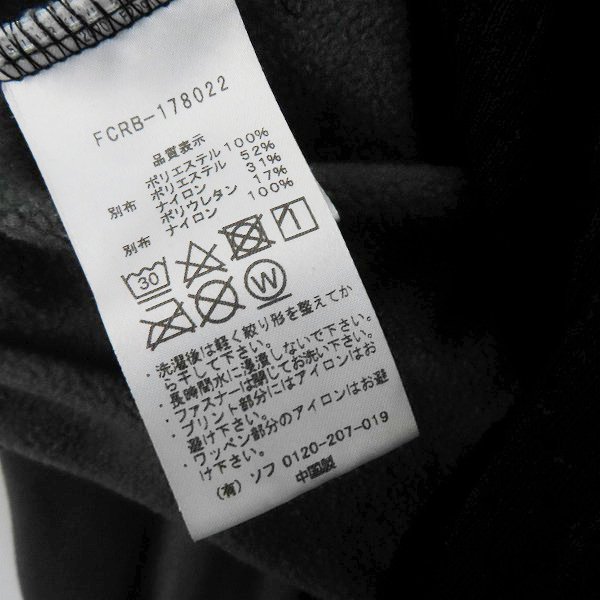 FCRB-178022
品質表示
ポリエステル 100%
別布 ポリエステル 52%
ナイロン 31%
ポリウレタン 17%
別布 ナイロン 100%
30
W
・洗濯後は軽く絞り形を整えてか
ら干して下さい。
・長時間水に浸漬しないで下さい。
・ファスナーは閉してお洗い下さい。
・プリント部分にはアイロンはお
避け下さい。
・ワッペン部分のアイロンはお避
け下さい。
(有) ソフ 0120-207-019
中国製